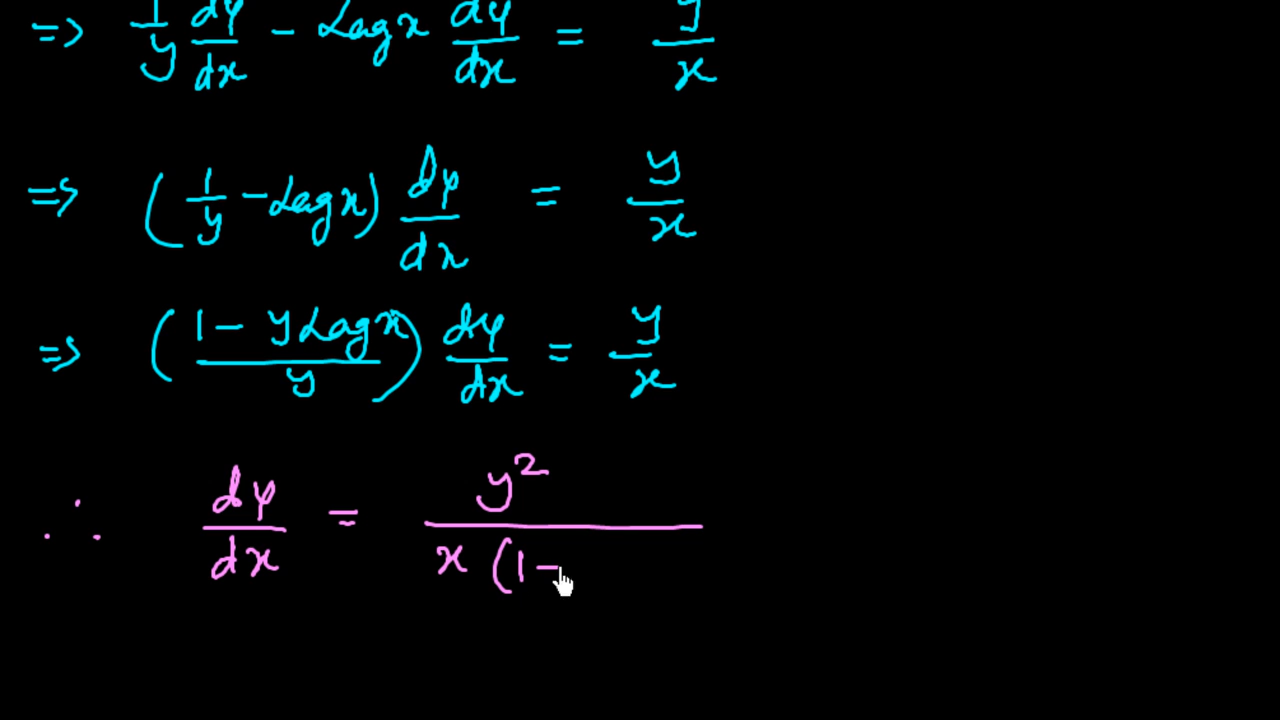 => 1/y dy/dx - Log x dy/dx = y/x
=> (1/y - Log x) dy/dx = y/x
=> ((1 - y Log x)/y) dy/dx = y/x
∴ dy/dx = y²/(x (1 -